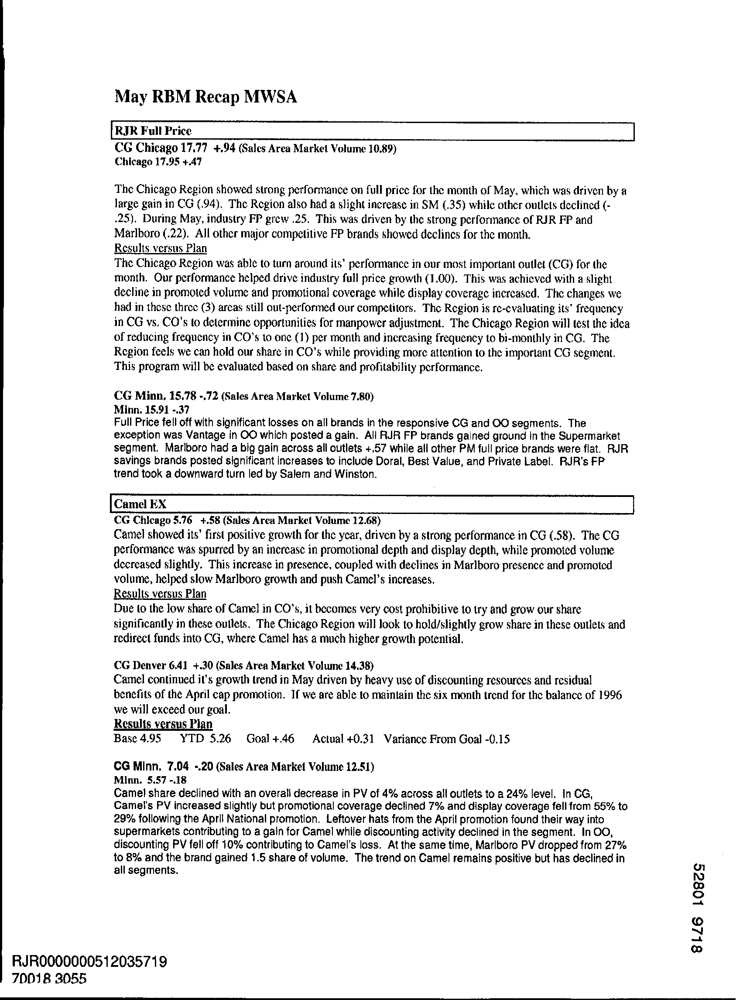 May RBM Recap MWSA
RJR Full Price
CG Chicago 17.77 +.94 (Sales Area Market Volume 10.89)
Chicago 17.95 +.47
The Chicago Region showed strong performance on full price for the month of May, which was driven by a
large gain in CG (.94). The Region also had a slight increase in SM (.35) while other outlets declined (-
.25). During May, industry FP grew .25. This was driven by the strong performance of RJR FP and
Marlboro (.22). All other major competitive FP brands showed declines for the month.
Results versus Plan
The Chicago Region was able to turn around its' performance in our most important outlet (CG) for the
month. Our performance helped drive industry full price growth (1.00). This was achieved with a slight
decline in promoted volume and promotional coverage while display coverage increased. The changes we
had in these three (3) areas still out-performed our competitors. The Region is re-evaluating its' frequency
in CG vs. CO's to determine opportunities for manpower adjustment. The Chicago Region will test the idea
of reducing frequency in CO's to one (1) per month and increasing frequency to bi-monthly in CG. The
Region feels we can hold our share in CO's while providing more attention to the important CG segment.
This program will be evaluated based on share and profitability performance.
CG Minn. 15.78 -.72 (Sales Area Market Volume 7.80)
Minn. 15.91 -.37
Full Price fell off with significant losses on all brands in the responsive CG and OO segments. The
exception was Vantage in OO which posted a gain. All RJR FP brands gained ground in the Supermarket
segment. Marlboro had a big gain across all outlets +.57 while all other PM full price brands were flat. RJR
savings brands posted significant increases to include Doral, Best Value, and Private Label. RJR's FP
trend took a downward turn led by Salem and Winston.
Camel EX
CG Chicago 5.76 +.58 (Sales Area Market Volume 12.68)
Camel showed its' first positive growth for the year, driven by a strong performance in CG (.58). The CG
performance was spurred by an increase in promotional depth and display depth, while promoted volume
decreased slightly. This increase in presence, coupled with declines in Marlboro presence and promoted
volume, helped slow Marlboro growth and push Camel's increases.
Results versus Plan
Due to the low share of Camel in CO's, it becomes very cost prohibitive to try and grow our share
significantly in these outlets. The Chicago Region will look to hold/slightly grow share in these outlets and
redirect funds into CG, where Camel has a much higher growth potential.
CG Denver 6.41 +.30 (Sales Area Market Volume 14.38)
Camel continued it's growth trend in May driven by heavy use of discounting resources and residual
benefits of the April cap promotion. If we are able to maintain the six month trend for the balance of 1996
we will exceed our goal.
Results versus Plan
Base 4.95 YTD 5.26 Goal +.46 Actual +0.31 Variance From Goal -0.15
CG Minn. 7.04 -.20 (Sales Area Market Volume 12.51)
Minn. 5.57 -.18
Camel share declined with an overall decrease in PV of 4% across all outlets to a 24% level. In CG,
Camel's PV increased slightly but promotional coverage declined 7% and display coverage fell from 55% to
29% following the April National promotion. Leftover hats from the April promotion found their way into
supermarkets contributing to a gain for Camel while discounting activity declined in the segment. In OO,
discounting PV fell off 10% contributing to Camel's loss. At the same time, Marlboro PV dropped from 27%
to 8% and the brand gained 1.5 share of volume. The trend on Camel remains positive but has declined in
all segments.
52801 9718
RJR0000000512035719
70018 3055